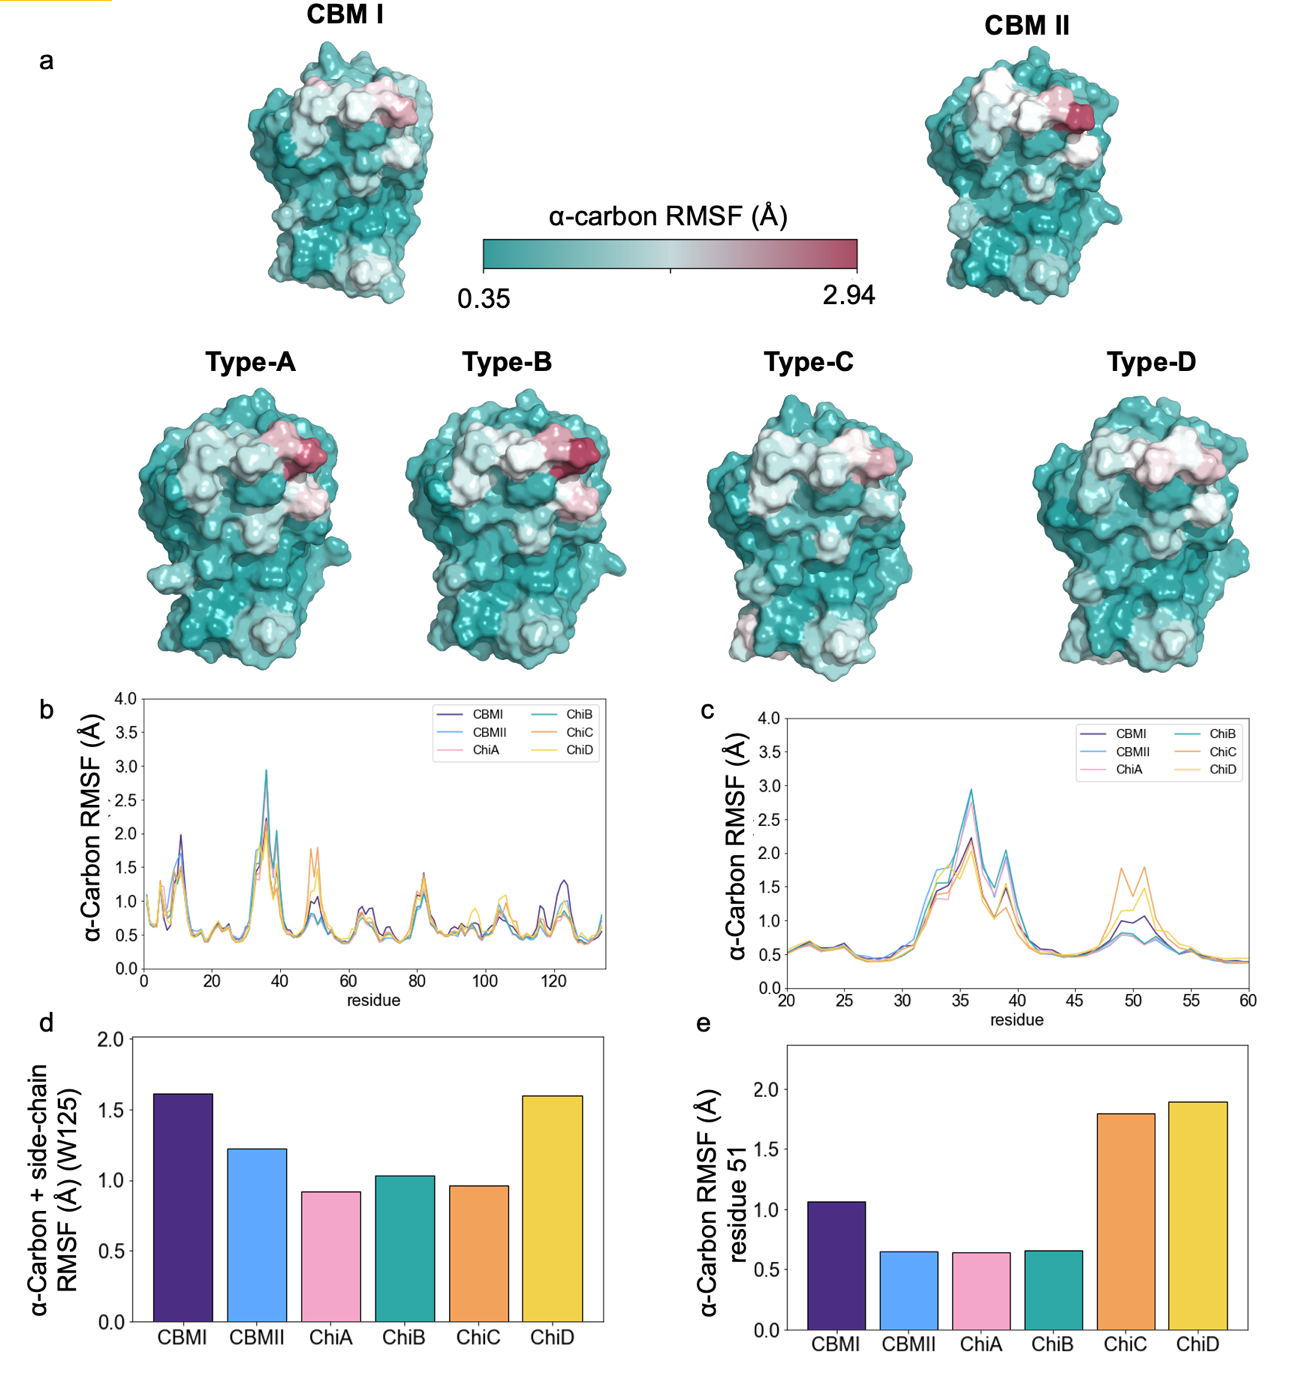 CBM I
CBM II
a
α-carbon RMSF (Å)
0.35
2.94
Type-A
Type-B
Type-C
Type-D
b
α-Carbon RMSF (Å)
4.0
3.5
3.0
2.5
2.0
1.5
1.0
0.5
0.0
CBMI
CBMII
ChiA
ChiB
ChiC
ChiD
0 20 40 60 80 100 120
residue
c
α-Carbon RMSF (Å)
4.0
3.5
3.0
2.5
2.0
1.5
1.0
0.5
0.0
CBMI
CBMII
ChiA
ChiB
ChiC
ChiD
20 25 30 35 40 45 50 55 60
residue
d
α-Carbon + side-chain
RMSF (Å) (W125)
2.0
1.5
1.0
0.5
0.0
CBMI CBMII ChiA ChiB ChiC ChiD
e
α-Carbon RMSF (Å)
residue 51
2.0
1.5
1.0
0.5
0.0
CBMI CBMII ChiA ChiB ChiC ChiD